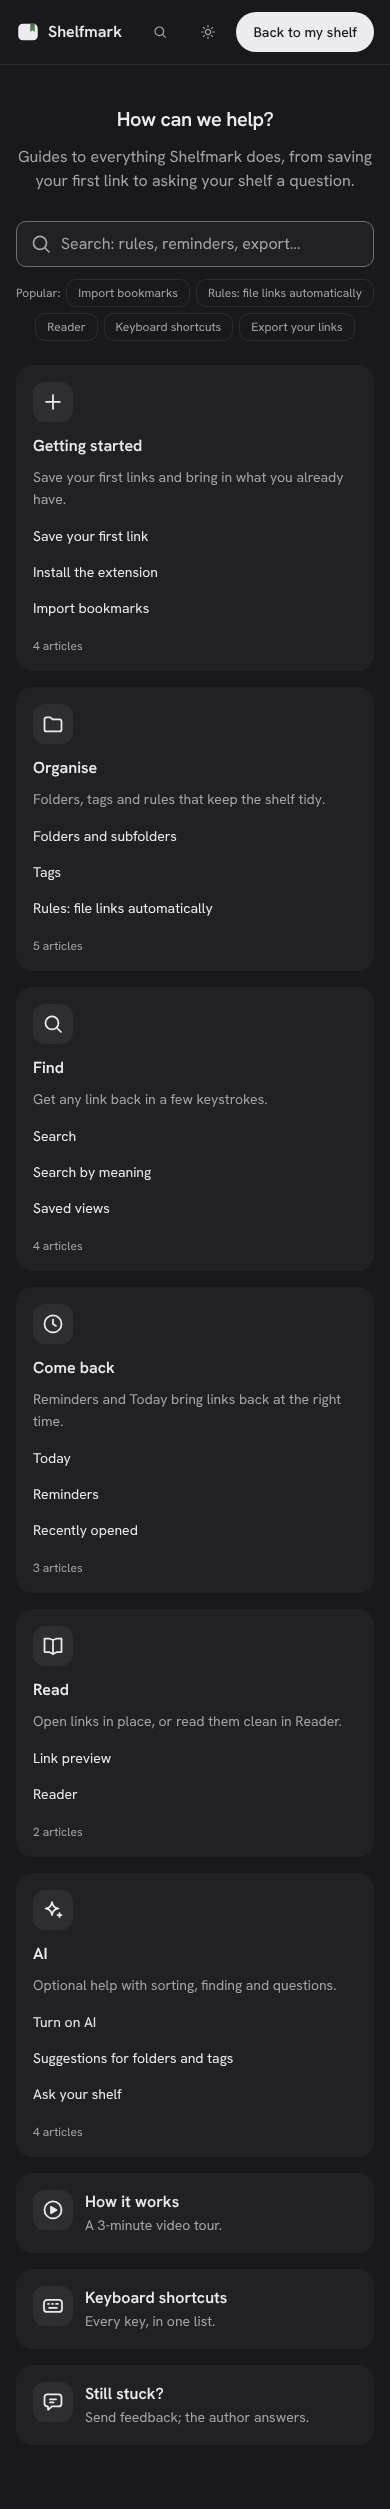 Shelfmark
Back to my shelf
How can we help?
Guides to everything Shelfmark does, from saving
your first link to asking your shelf a question.
Search: rules, reminders, export...
Popular: Import bookmarks Rules: file links automatically
Reader Keyboard shortcuts Export your links
Getting started
Save your first links and bring in what you already
have.
Save your first link
Install the extension
Import bookmarks
4 articles
Organise
Folders, tags and rules that keep the shelf tidy.
Folders and subfolders
Tags
Rules: file links automatically
5 articles
Find
Get any link back in a few keystrokes.
Search
Search by meaning
Saved views
4 articles
Come back
Reminders and Today bring links back at the right
time.
Today
Reminders
Recently opened
3 articles
Read
Open links in place, or read them clean in Reader.
Link preview
Reader
2 articles
AI
Optional help with sorting, finding and questions.
Turn on AI
Suggestions for folders and tags
Ask your shelf
4 articles
How it works
A 3-minute video tour.
Keyboard shortcuts
Every key, in one list.
Still stuck?
Send feedback; the author answers.